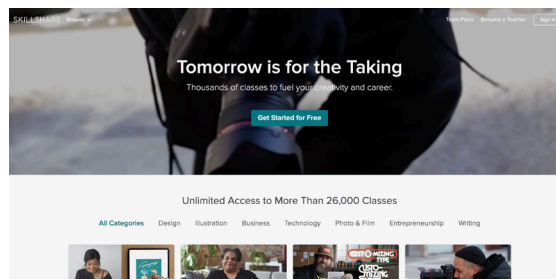 SKILLSHARE Browse
Team Plans Become a Teacher Sign In
Tomorrow is for the Taking
Thousands of classes to fuel your creativity and career.
Get Started for Free
Unlimited Access to More Than 26,000 Classes
All Categories Design Illustration Business Technology Photo & Film Entrepreneurship Writing
CUSTOMIZING
TYPE
CUSTO-
MIZING